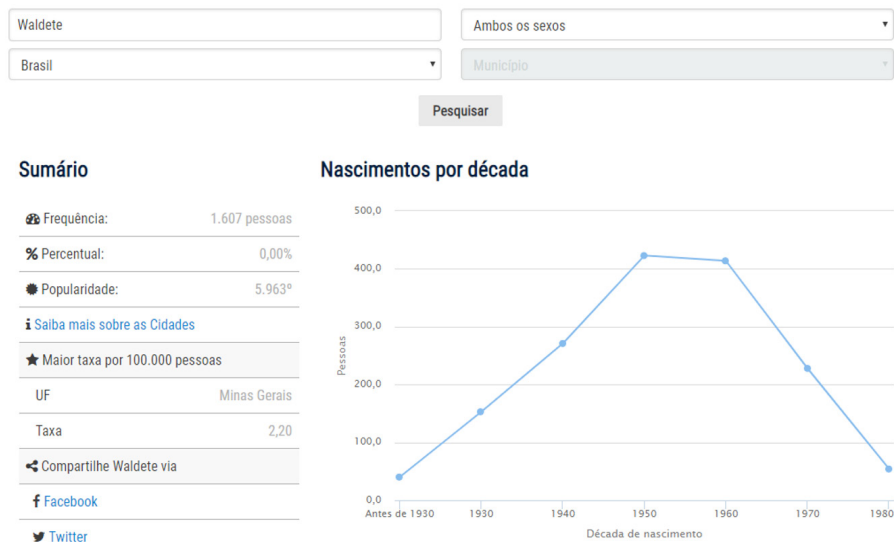 Waldete
Ambos os sexos
Brasil
Município
Pesquisar
Sumário
Frequência: 1.607 pessoas
Percentual: 0,00%
Popularidade: 5.963º
Saiba mais sobre as Cidades
Maior taxa por 100.000 pessoas
UF Minas Gerais
Taxa 2,20
Compartilhe Waldete via
Facebook
Twitter
Nascimentos por década
500,0
400,0
300,0
200,0
100,0
0,0
Pessoas
Antes de 1930 1930 1940 1950 1960 1970 1980
Década de nascimento